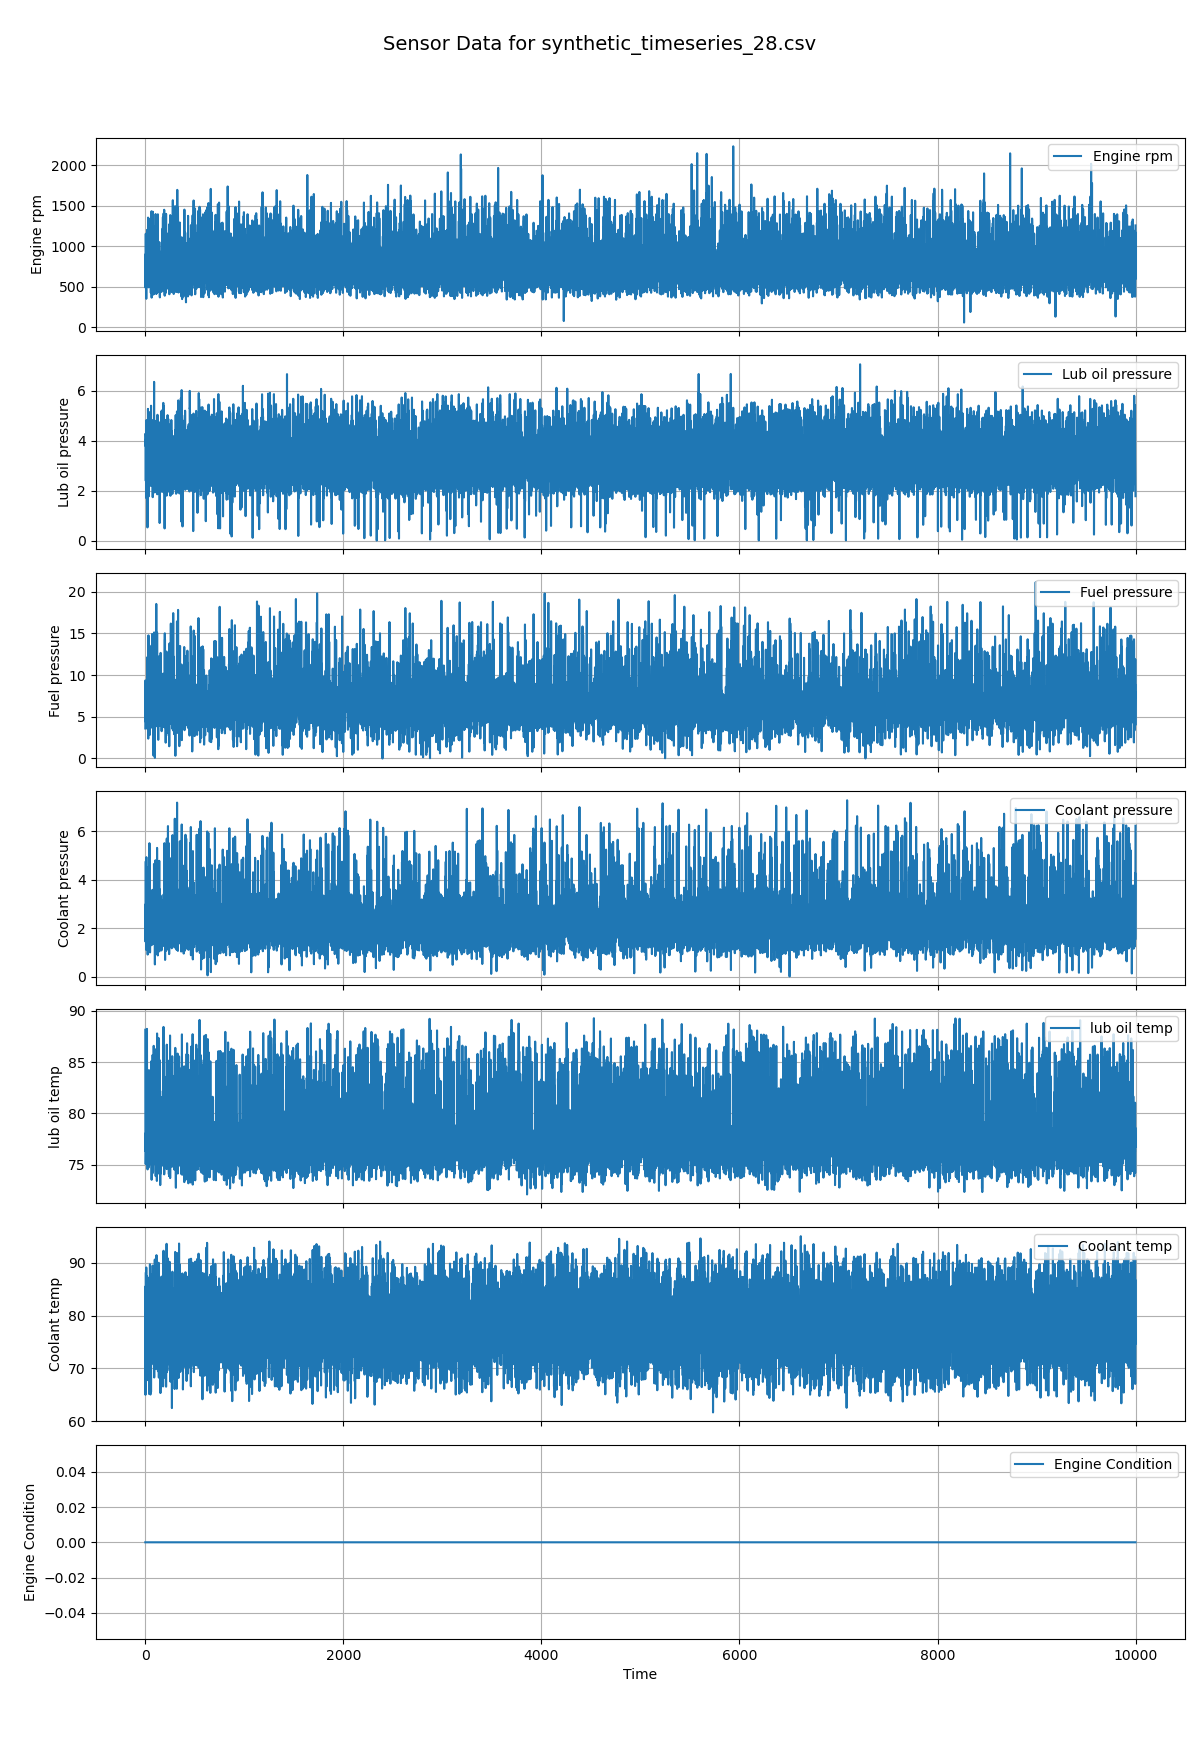 Sensor Data for synthetic_timeseries_28.csv
Engine rpm
2000
1500
1000
500
0
Engine rpm
Lub oil pressure
6
4
2
0
Lub oil pressure
Fuel pressure
20
15
10
5
0
Fuel pressure
Coolant pressure
6
4
2
0
Coolant pressure
lub oil temp
90
85
80
75
lub oil temp
Coolant temp
90
80
70
60
Coolant temp
Engine Condition
0.04
0.02
0.00
−0.02
−0.04
Engine Condition
0 2000 4000 6000 8000 10000
Time